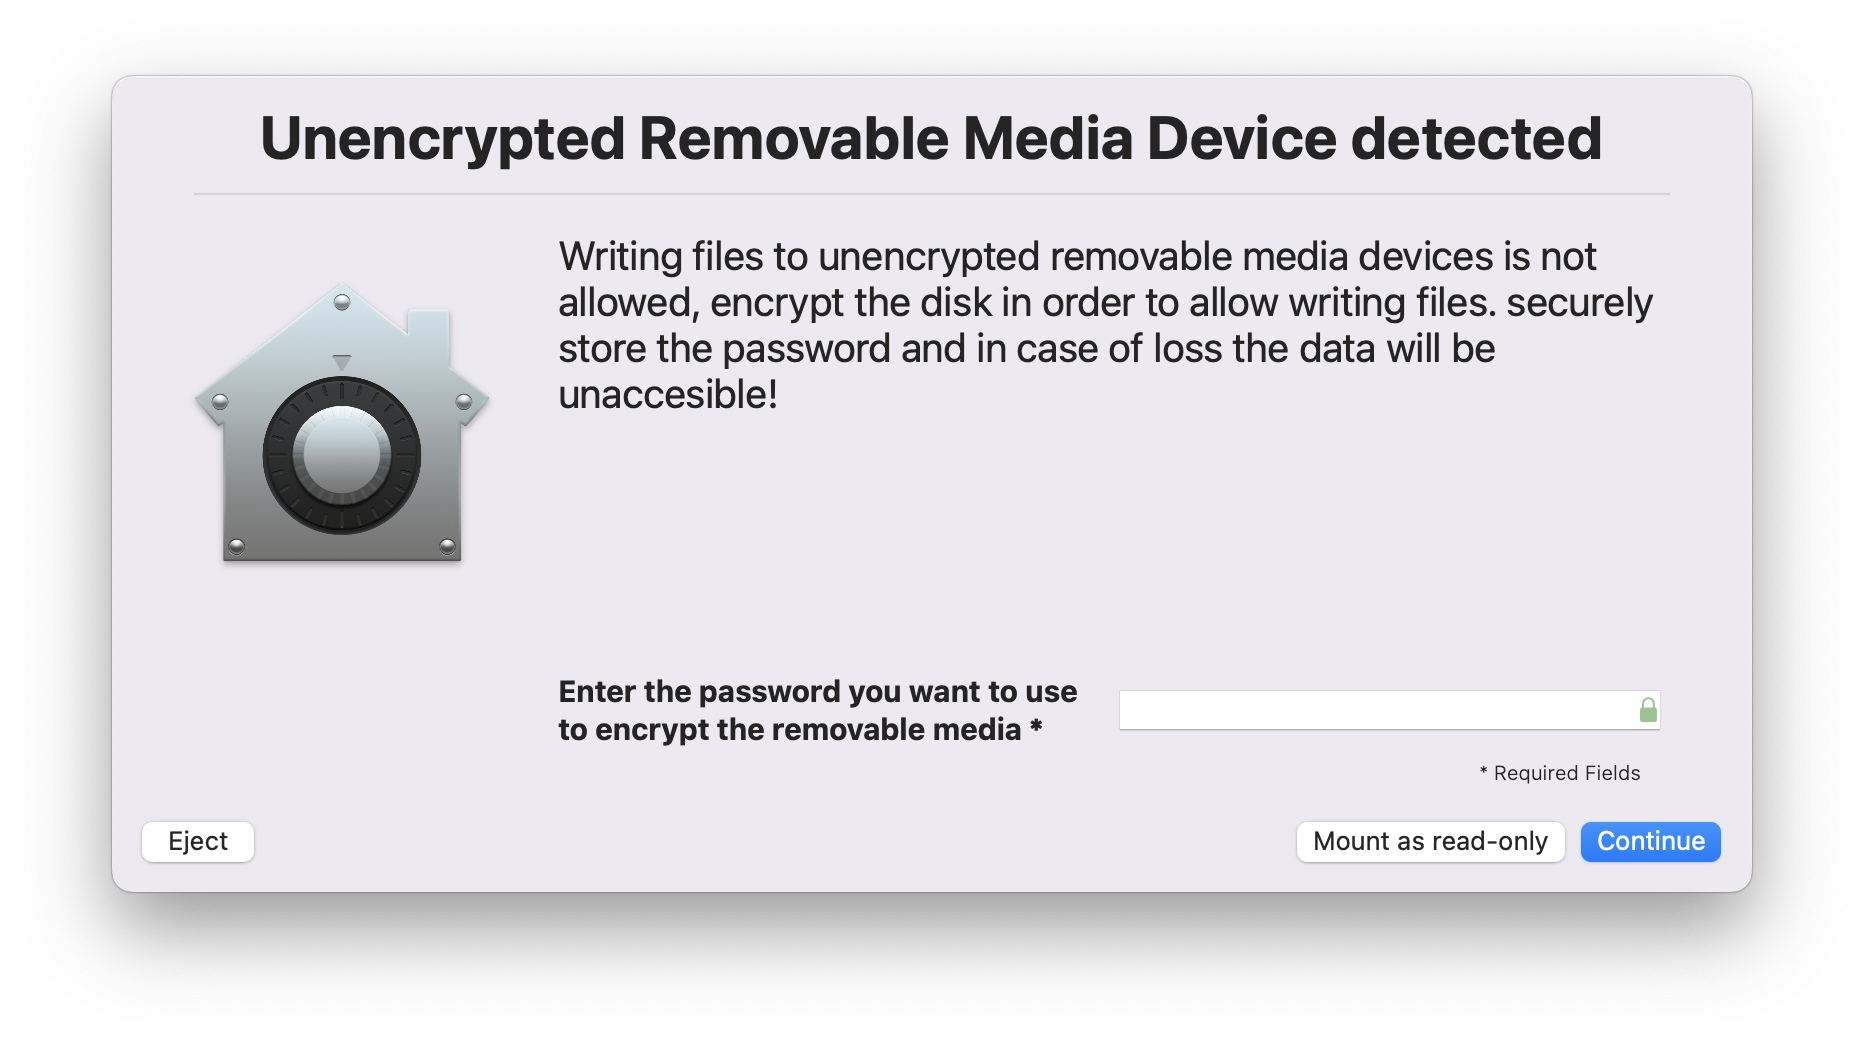 Unencrypted Removable Media Device detected
Writing files to unencrypted removable media devices is not
allowed, encrypt the disk in order to allow writing files. securely
store the password and in case of loss the data will be
unaccesible!
Enter the password you want to use
to encrypt the removable media *
* Required Fields
Eject
Mount as read-only
Continue